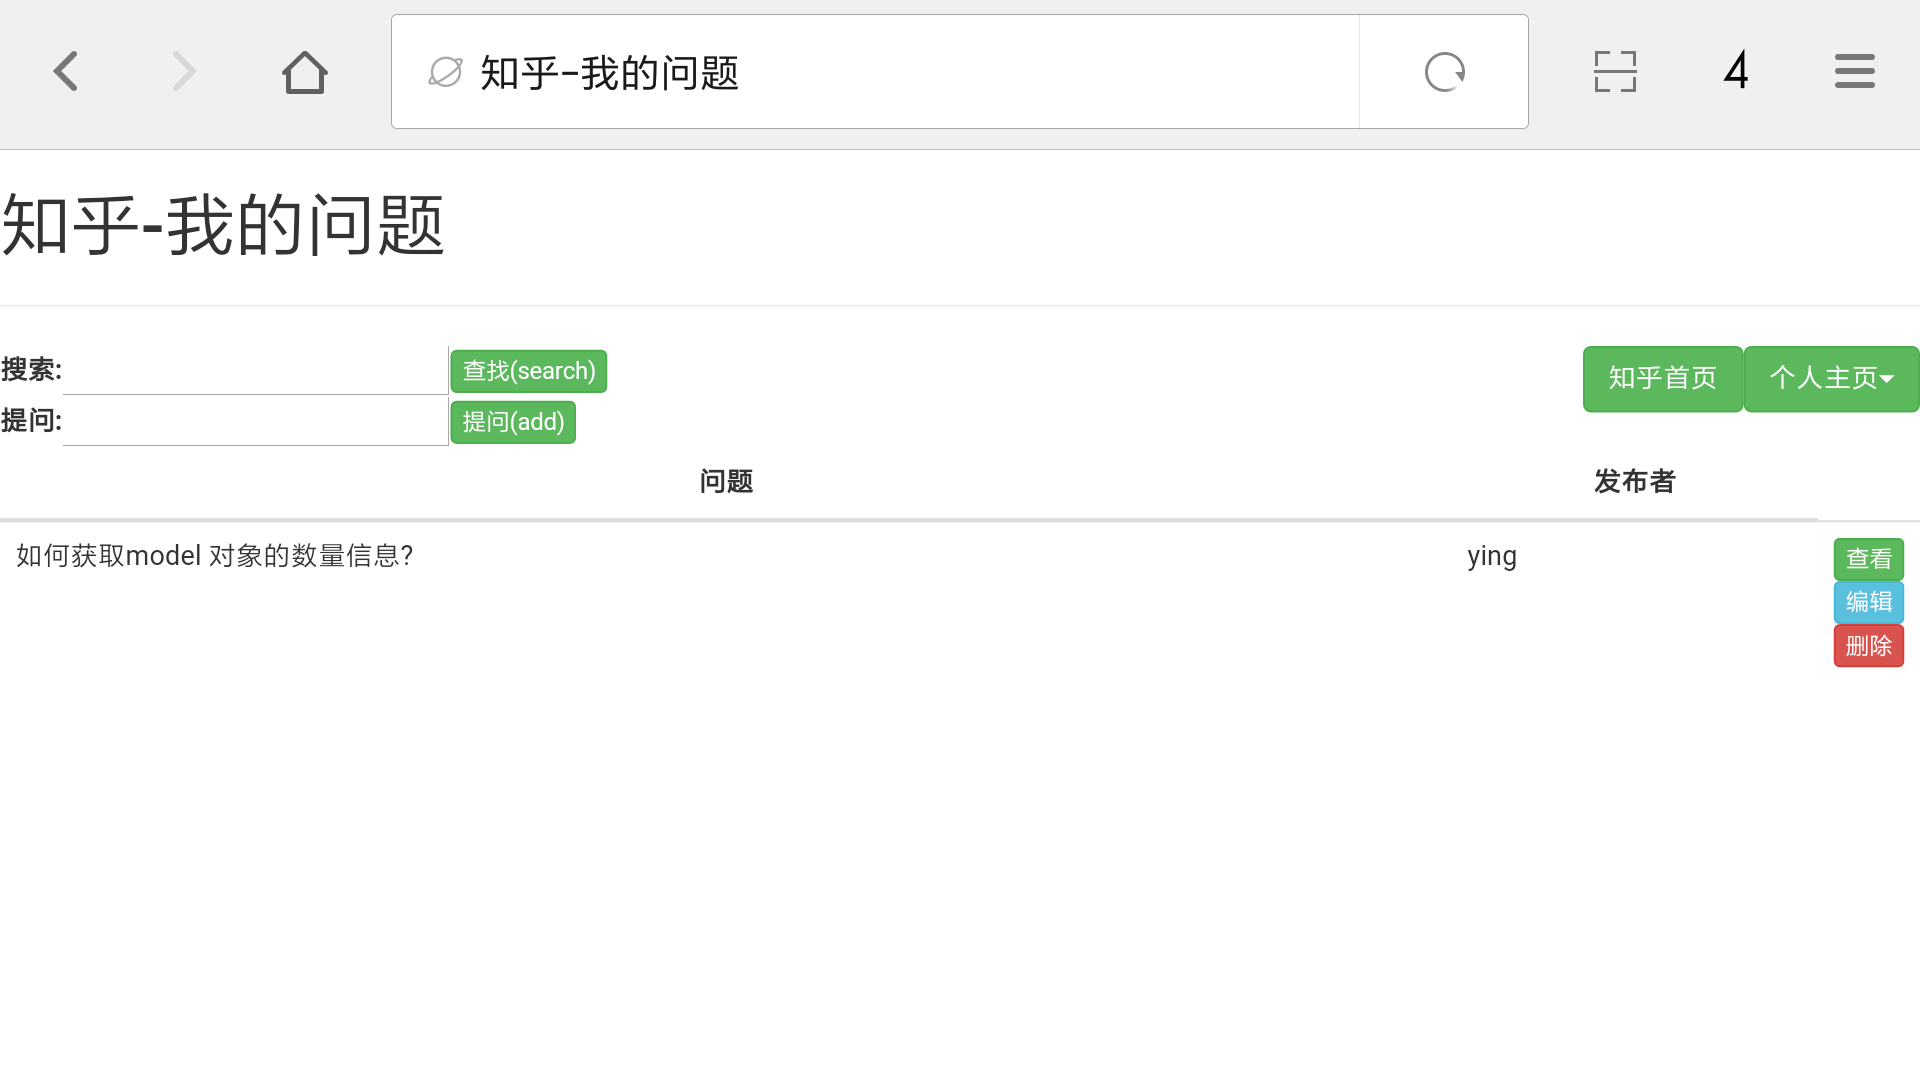 知乎-我的问题
4
知乎-我的问题
搜索:
查找(search)
知乎首页
个人主页
提问:
提问(add)
问题
发布者
如何获取model 对象的数量信息?
ying
查看
编辑
删除